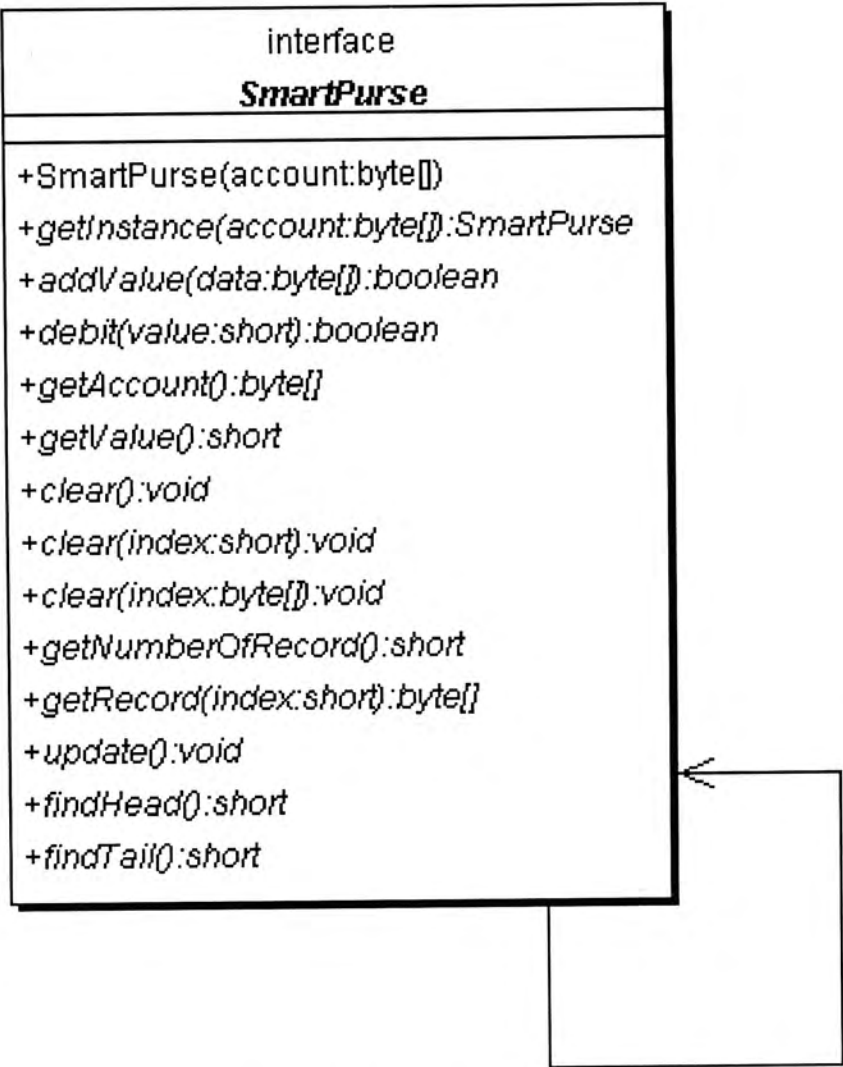 interface
SmartPurse
+SmartPurse(account:byte[])
+getInstance(account:byte[]):SmartPurse
+addValue(data:byte[]):boolean
+debit(value:short):boolean
+getAccount():byte[]
+getValue():short
+clear():void
+clear(index:short):void
+clear(index:byte[]):void
+getNumberOfRecord():short
+getRecord(index:short):byte[]
+update():void
+findHead():short
+findTail():short